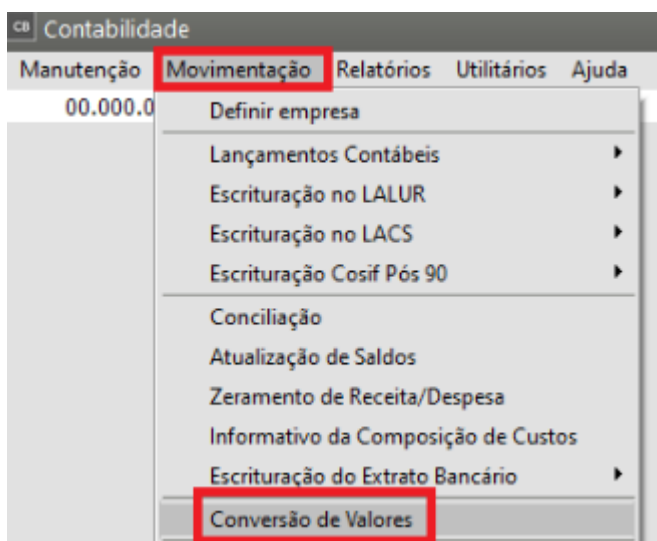 CB Contabilidade
Manutenção Movimentação Relatórios Utilitários Ajuda
00.000.0
Definir empresa
Lançamentos Contábeis
Escrituração no LALUR
Escrituração no LACS
Escrituração Cosif Pós 90
Conciliação
Atualização de Saldos
Zeramento de Receita/Despesa
Informativo da Composição de Custos
Escrituração do Extrato Bancário
Conversão de Valores